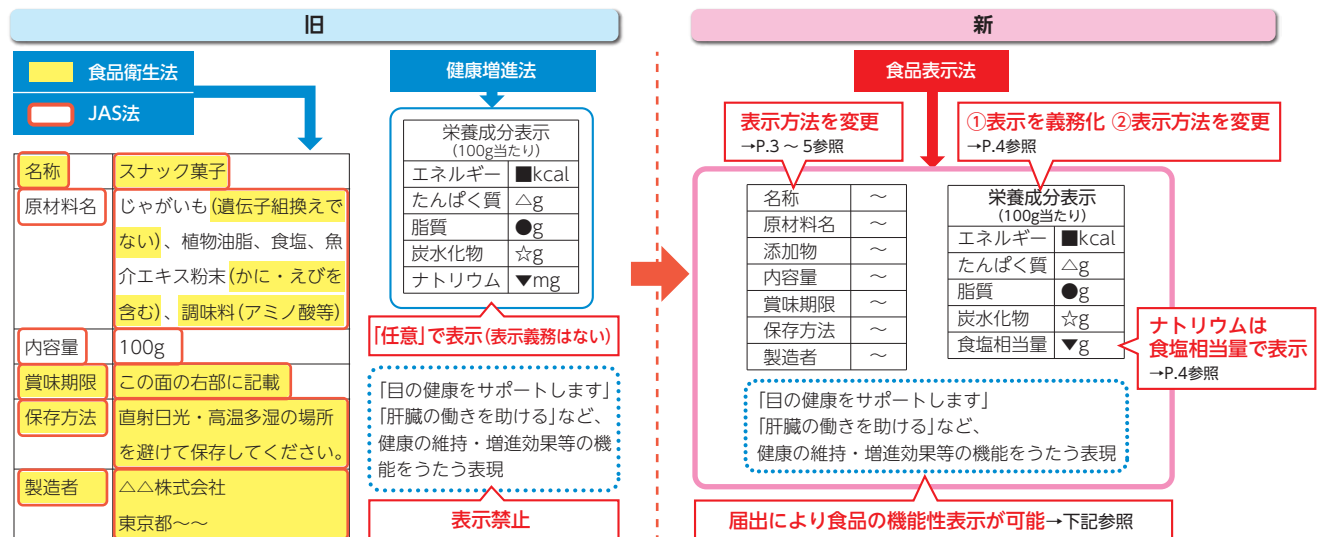 旧
食品衛生法
JAS法
名称
スナック菓子
原材料名
じゃがいも(遺伝子組換えで
ない)、植物油脂、食塩、魚
介エキス粉末(かに・えびを
含む)、調味料(アミノ酸等)
内容量
100g
賞味期限
この面の右部に記載
保存方法
直射日光・高温多湿の場所
を避けて保存してください。
製造者
△△株式会社
東京都~~
健康増進法
栄養成分表示
(100g当たり)
エネルギー ■kcal
たんぱく質 △g
脂質 ●g
炭水化物 ☆g
ナトリウム ▼mg
「任意」で表示(表示義務はない)
「目の健康をサポートします」
「肝臓の働きを助ける」など、
健康の維持・増進効果等の機
能をうたう表現
表示禁止
新
食品表示法
表示方法を変更
→P.3~5参照
①表示を義務化 ②表示方法を変更
→P.4参照
名称 ~
原材料名 ~
添加物 ~
内容量 ~
賞味期限 ~
保存方法 ~
製造者 ~
栄養成分表示
(100g当たり)
エネルギー ■kcal
たんぱく質 △g
脂質 ●g
炭水化物 ☆g
食塩相当量 ▼g
ナトリウムは
食塩相当量で表示
→P.4参照
「目の健康をサポートします」
「肝臓の働きを助ける」など、
健康の維持・増進効果等の機能をうたう表現
届出により食品の機能性表示が可能→下記参照